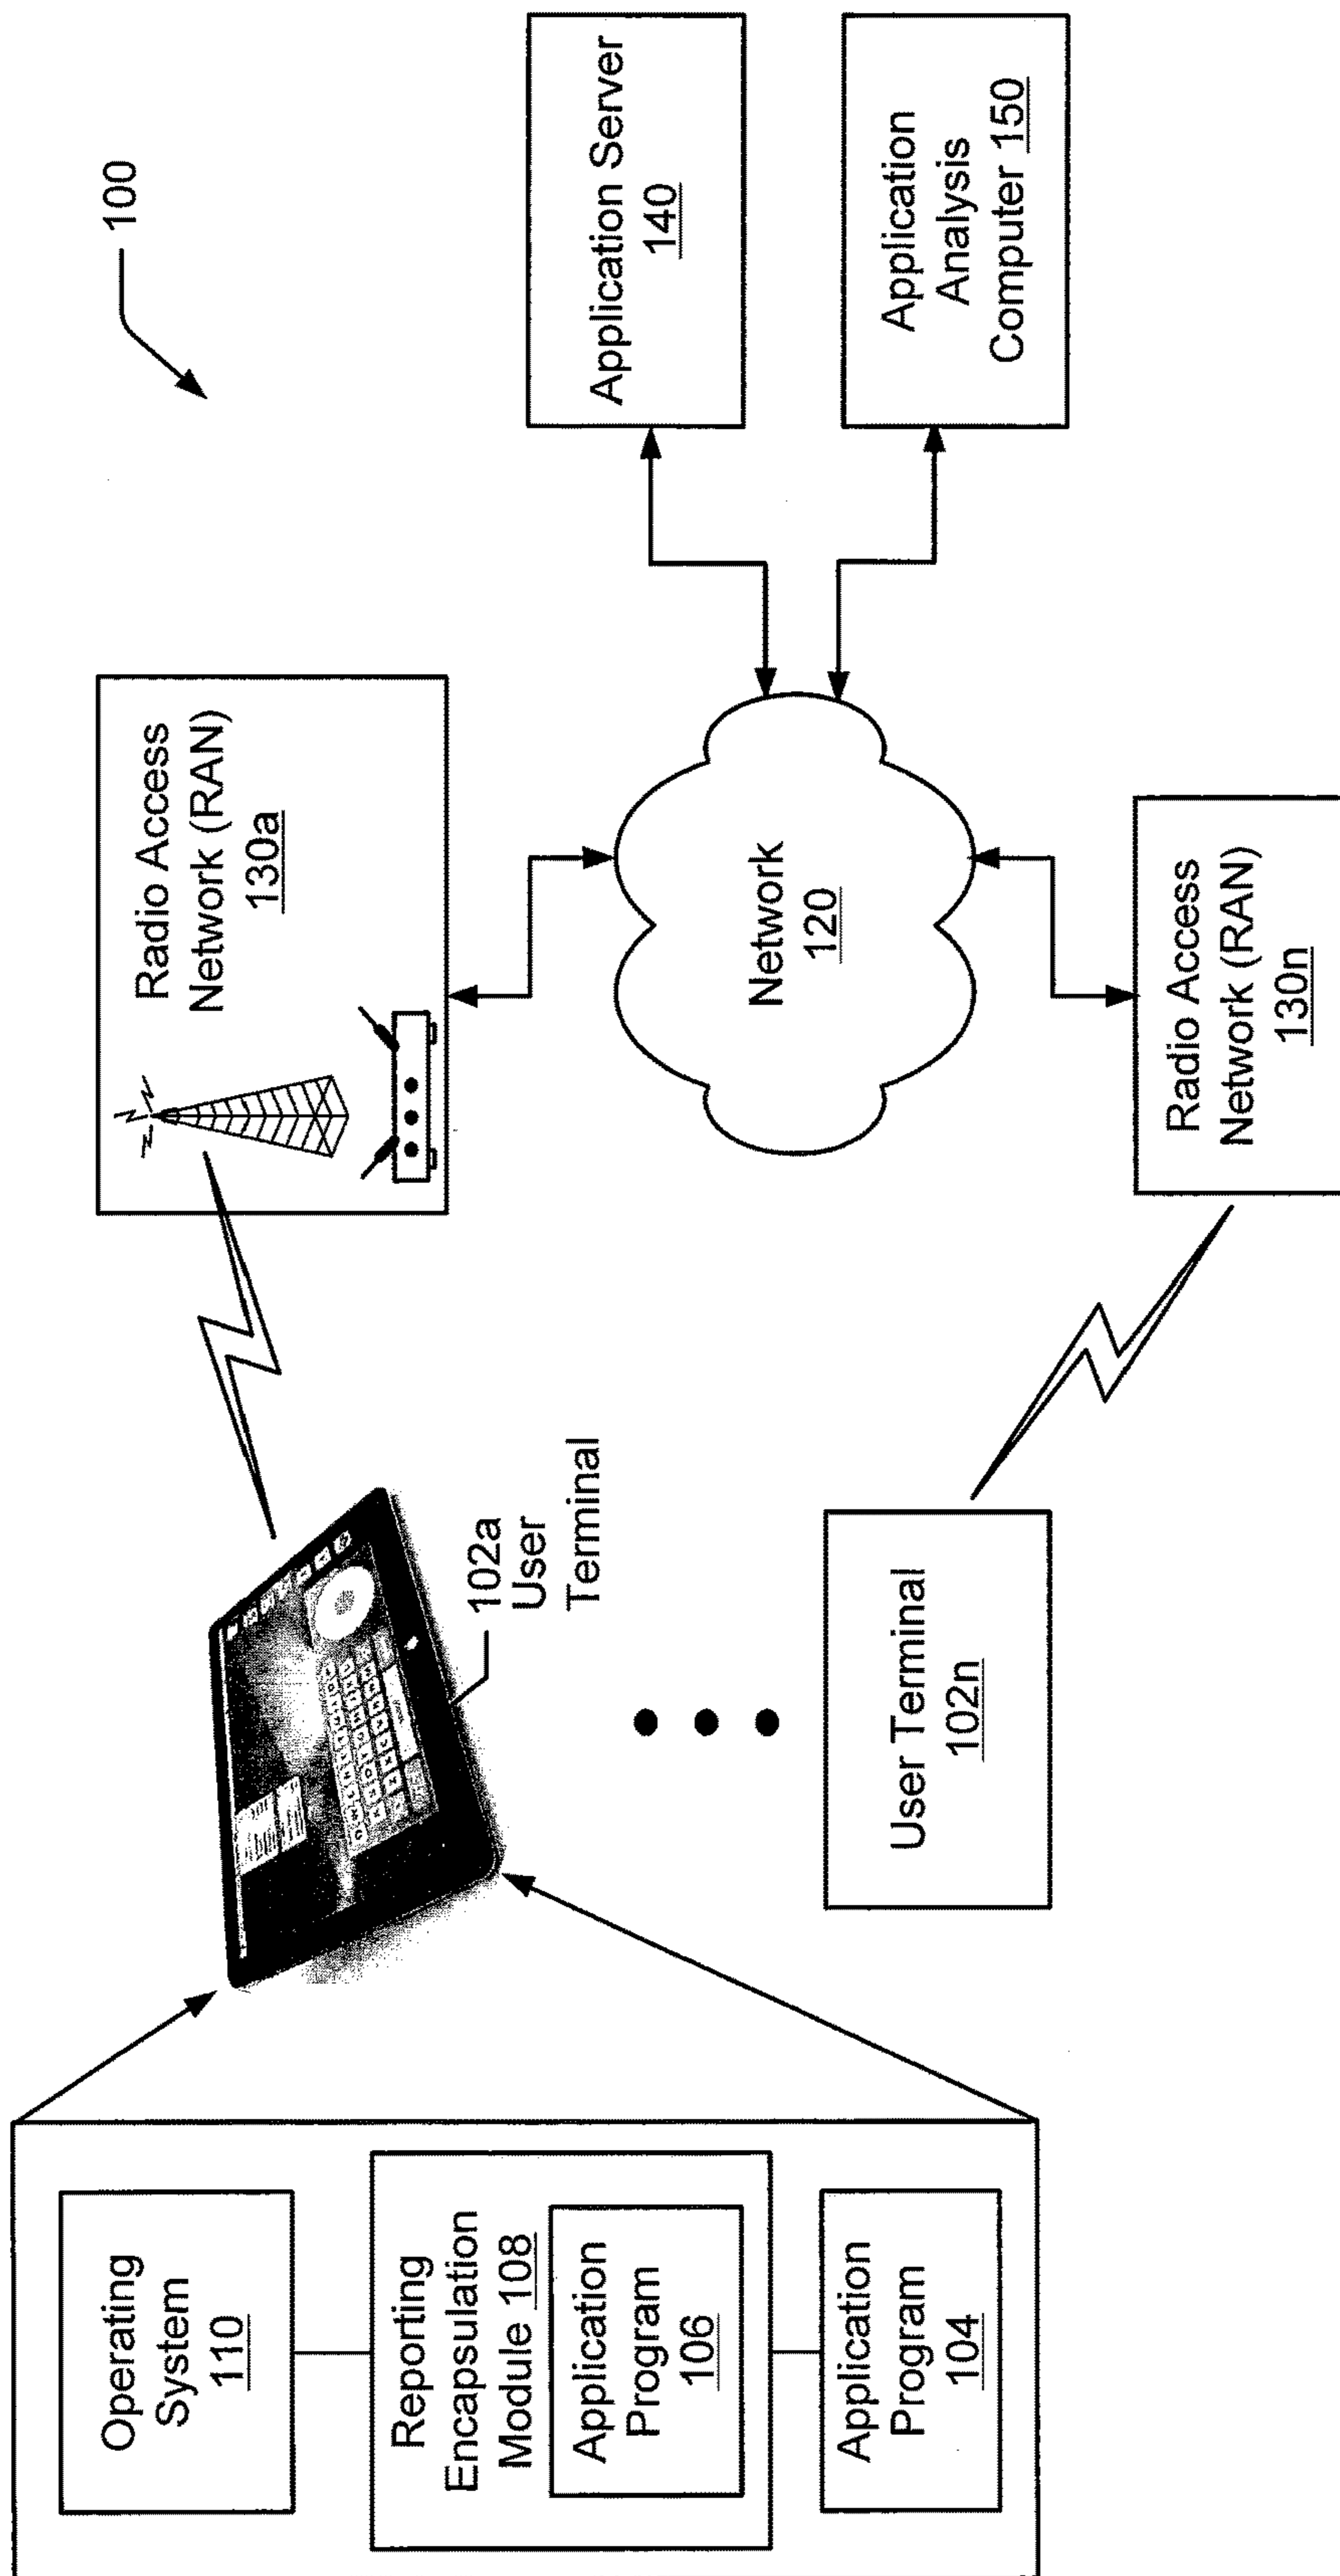 100
Operating
System
110
Reporting
Encapsulation
Module 108
Application
Program
106
Application
Program
104
102a
User
Terminal
User Terminal
102n
Radio Access
Network (RAN)
130a
Network
120
Radio Access
Network (RAN)
130n
Application Server
140
Application
Analysis
Computer 150